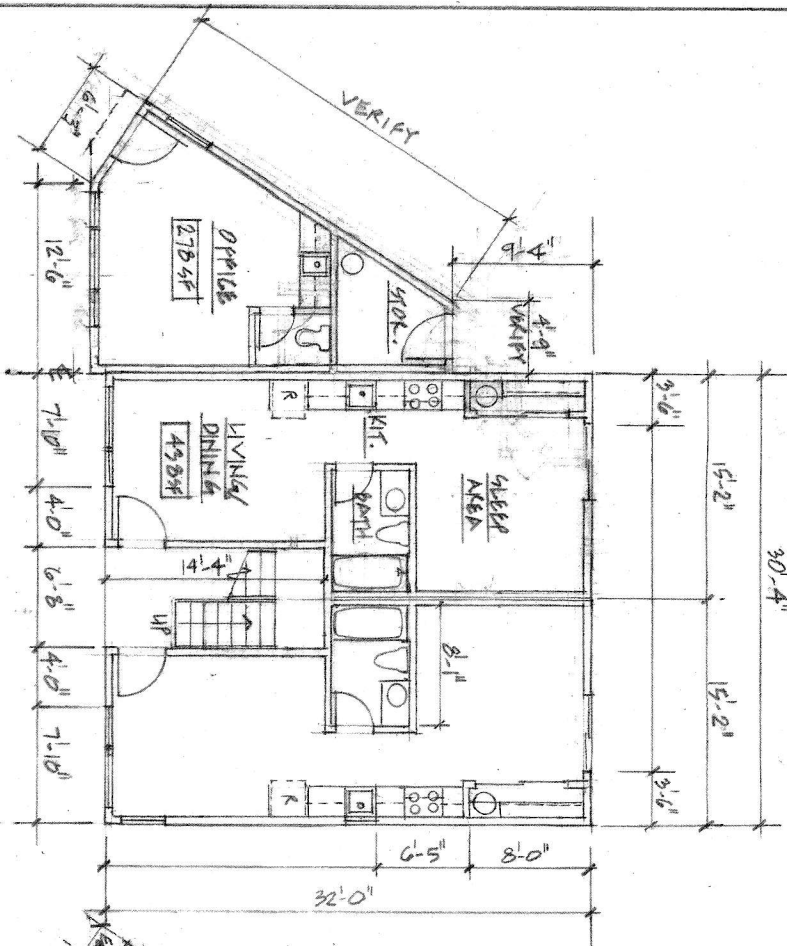 VERIFY
6'-3"
9'-4"
4'-9"
VERIFY
12'-6"
OFFICE
278 SF
STOR.
3'-6"
7'-10"
R
KIT.
LIVING/
DINING
438 SF
BATH
SLEEP
AREA
15'-2"
30'-4"
4'-0"
14'-4"
6'-8"
UP
8'-1"
4'-0"
15'-2"
7'-10"
R
3'-6"
6'-5"
8'-0"
32'-0"